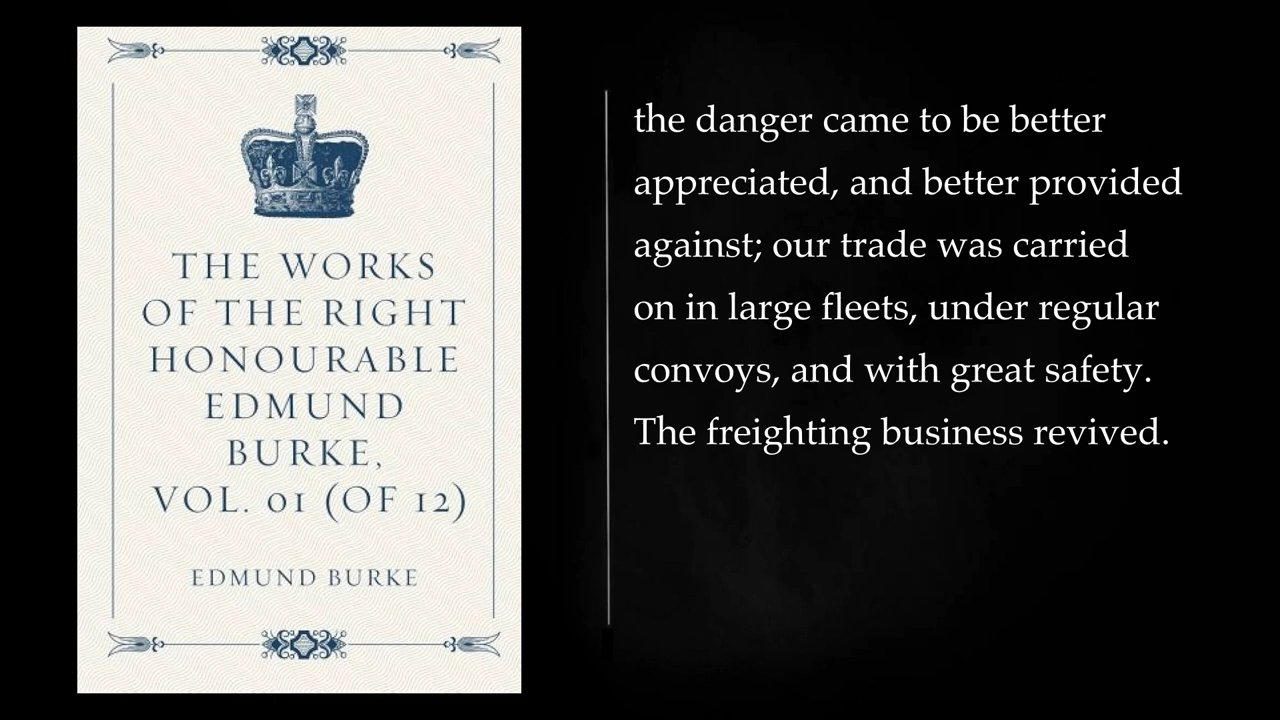 THE WORKS
OF THE RIGHT
HONOURABLE
EDMUND
BURKE,
VOL. 01 (OF 12)
EDMUND BURKE
the danger came to be better
appreciated, and better provided
against; our trade was carried
on in large fleets, under regular
convoys, and with great safety.
The freighting business revived.